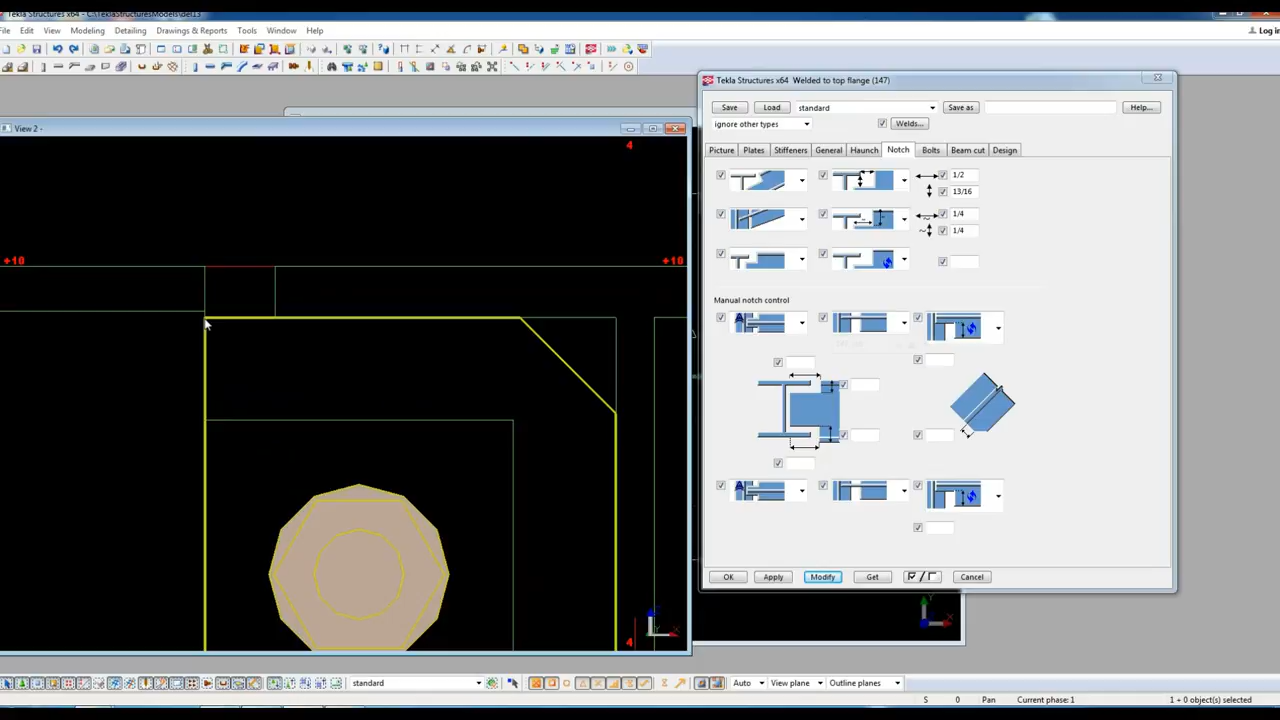 Tekla Structures x64 - C:\TeklaStructuresModels\del13
File Edit View Modeling Detailing Drawings & Reports Tools Window Help
Log in
View 2 -
4
+10
+10
4
Tekla Structures x64 Welded to top flange (147)
Save Load standard Save as Help...
ignore other types Welds...
Picture Plates Stiffeners General Haunch Notch Bolts Beam cut Design
1/2
13/16
1/4
1/4
Manual notch control
OK Apply Modify Get Cancel
standard Auto View plane Outline planes
S 0 Pan Current phase: 1 1 + 0 object(s) selected